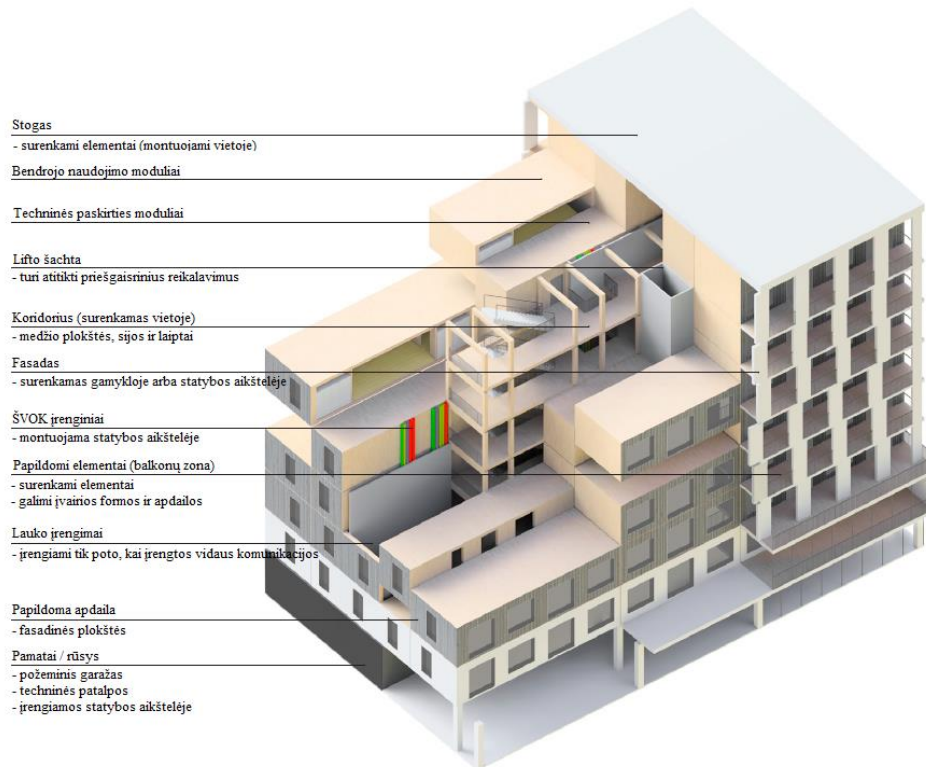 Stogas
- surenkami elementai (montuojami vietoje)
Bendrojo naudojimo moduliai
Techninės paskirties moduliai
Lifto šachta
- turi atitikti priešgaisrinius reikalavimus
Koridorius (surenkamas vietoje)
- medžio plokštės, sijos ir laiptai
Fasadas
- surenkamas gamykloje arba statybos aikštelėje
ŠVOK įrenginiai
- montuojama statybos aikštelėje
Papildomi elementai (balkonų zona)
- surenkami elementai
- galimi įvairios formos ir apdailos
Lauko įrengimai
- įrengiami tik poto, kai įrengtos vidaus komunikacijos
Papildoma apdaila
- fasadinės plokštės
Pamatai / rūsys
- požeminis garažas
- techninės patalpos
- įrengiamos statybos aikštelėje